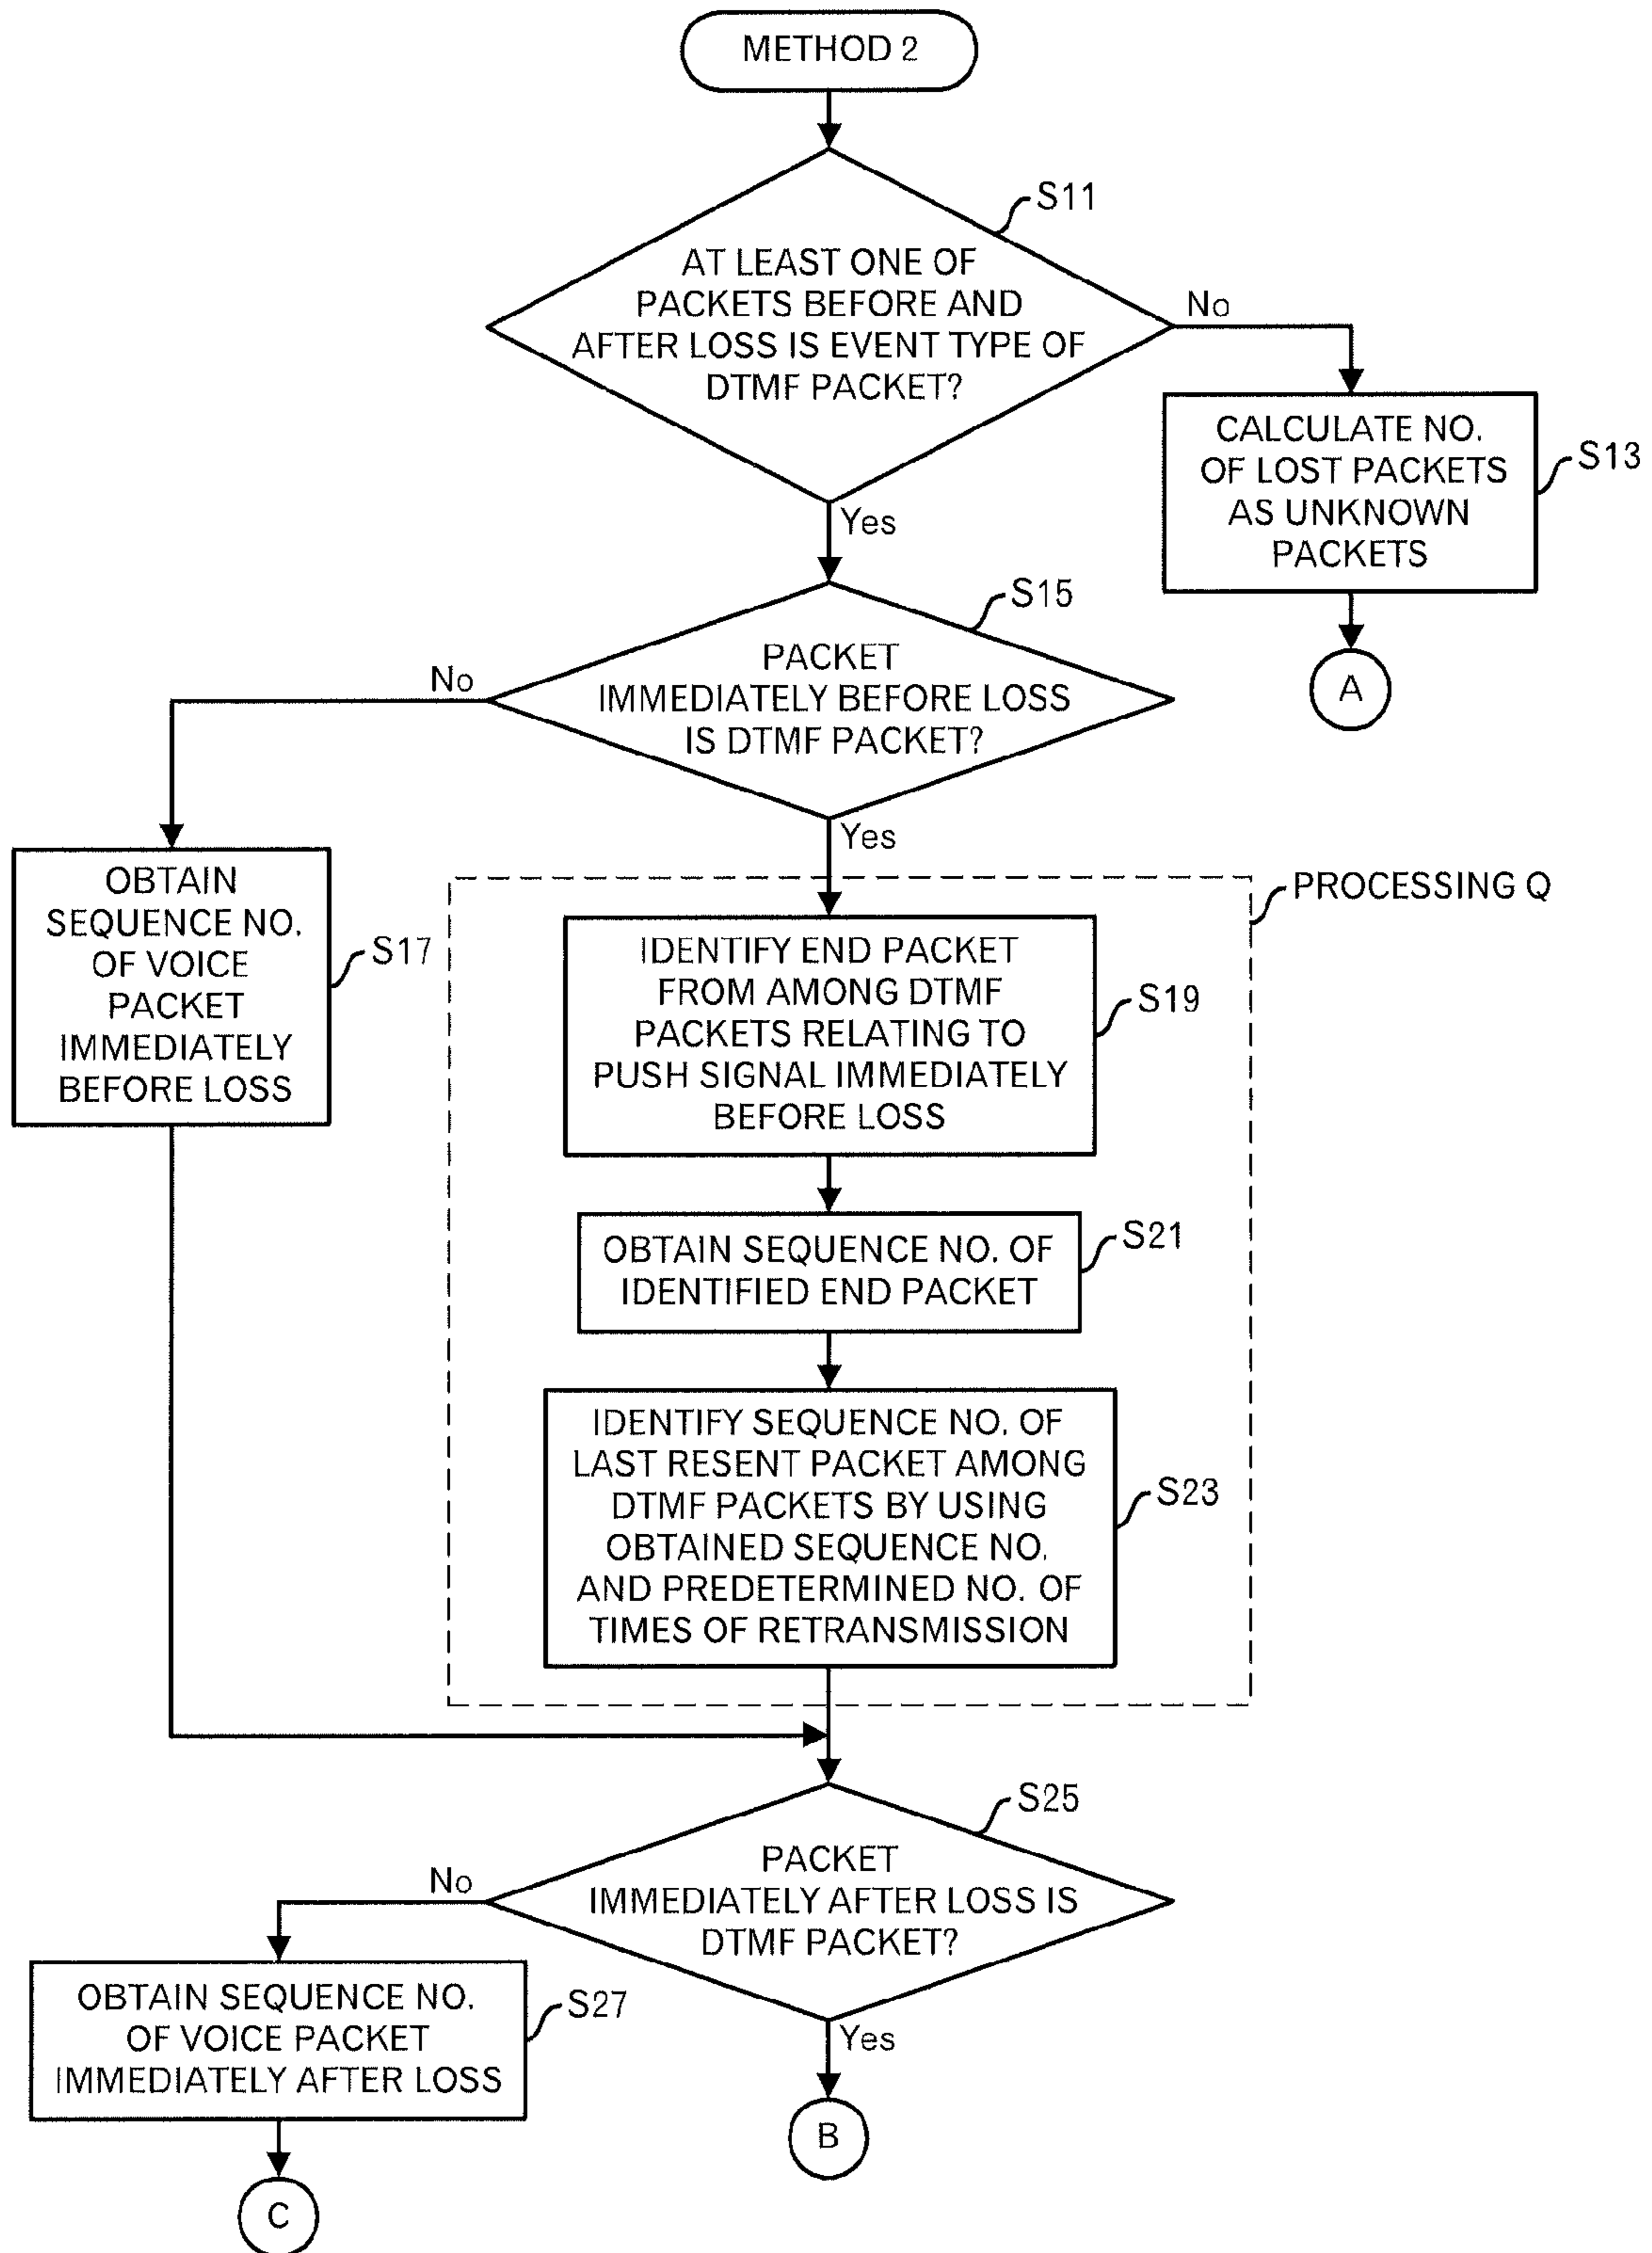 METHOD 2
S11
AT LEAST ONE OF
PACKETS BEFORE AND
AFTER LOSS IS EVENT TYPE OF
DTMF PACKET?
No
Yes
CALCULATE NO.
OF LOST PACKETS
AS UNKNOWN
PACKETS
S13
A
S15
PACKET
IMMEDIATELY BEFORE LOSS
IS DTMF PACKET?
No
Yes
OBTAIN
SEQUENCE NO.
OF VOICE
PACKET
IMMEDIATELY
BEFORE LOSS
S17
PROCESSING Q
IDENTIFY END PACKET
FROM AMONG DTMF
PACKETS RELATING TO
PUSH SIGNAL IMMEDIATELY
BEFORE LOSS
S19
OBTAIN SEQUENCE NO. OF
IDENTIFIED END PACKET
S21
IDENTIFY SEQUENCE NO. OF
LAST RESENT PACKET AMONG
DTMF PACKETS BY USING
OBTAINED SEQUENCE NO.
AND PREDETERMINED NO. OF
TIMES OF RETRANSMISSION
S23
S25
PACKET
IMMEDIATELY AFTER LOSS IS
DTMF PACKET?
No
Yes
OBTAIN SEQUENCE NO.
OF VOICE PACKET
IMMEDIATELY AFTER LOSS
S27
B
C